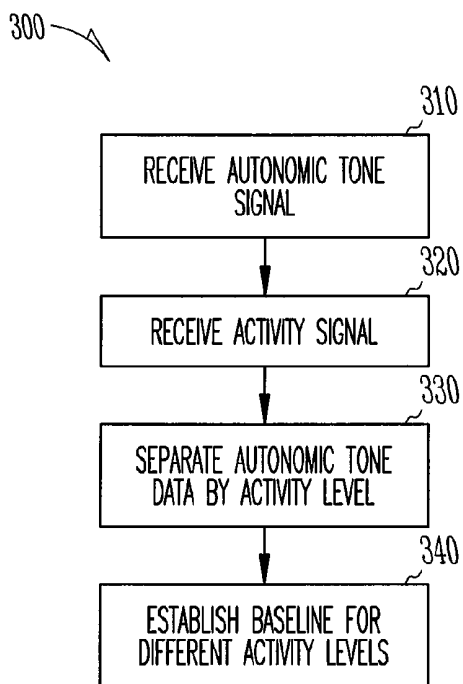 300
310
RECEIVE AUTONOMIC TONE
SIGNAL
320
RECEIVE ACTIVITY SIGNAL
330
SEPARATE AUTONOMIC TONE
DATA BY ACTIVITY LEVEL
340
ESTABLISH BASELINE FOR
DIFFERENT ACTIVITY LEVELS